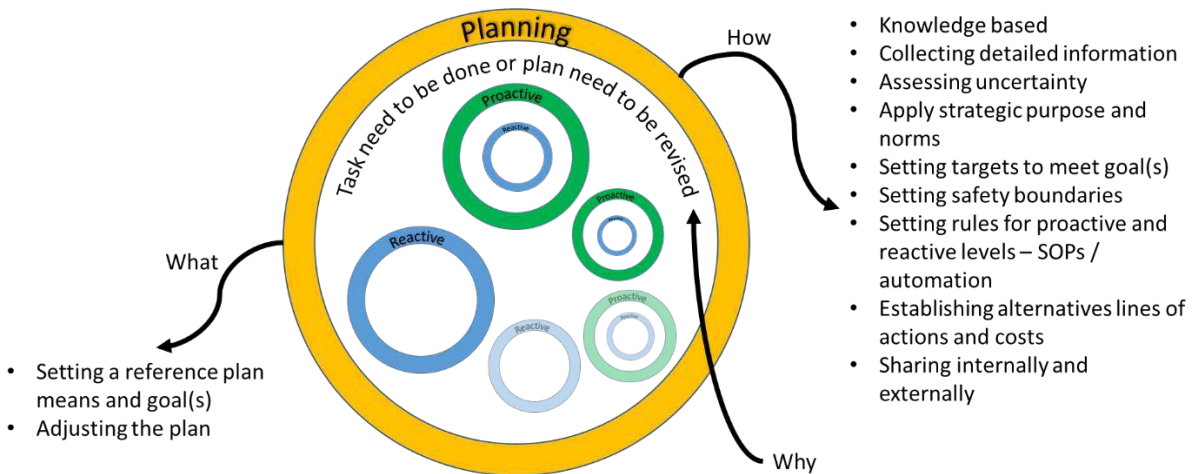 Planning
Task need to be done or plan need to be revised
Proactive
Reactive
Proactive
Reactive
Proactive
Reactive
Reactive
What
• Setting a reference plan
means and goal(s)
• Adjusting the plan
How
• Knowledge based
• Collecting detailed information
• Assessing uncertainty
• Apply strategic purpose and
norms
• Setting targets to meet goal(s)
• Setting safety boundaries
• Setting rules for proactive and
reactive levels – SOPs /
automation
• Establishing alternatives lines of
actions and costs
• Sharing internally and
externally
Why